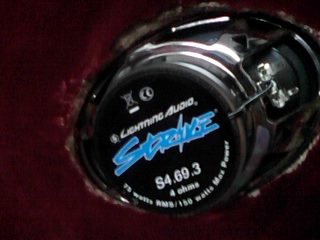 LIGHTNING AUDIO
STRIKE
S4.69.3
4 ohms
75 watts RMS/150 watts Max Power